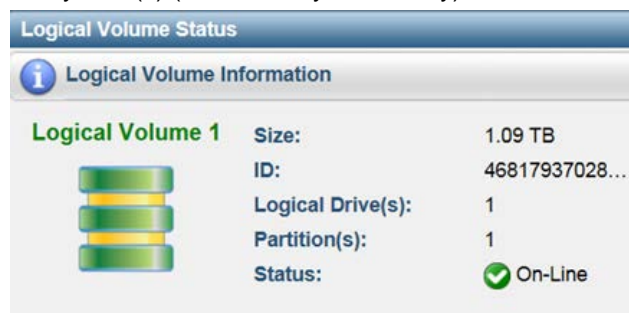 Logical Volume Status
Logical Volume Information
Logical Volume 1
Size: 1.09 TB
ID: 46817937028...
Logical Drive(s): 1
Partition(s): 1
Status: On-Line